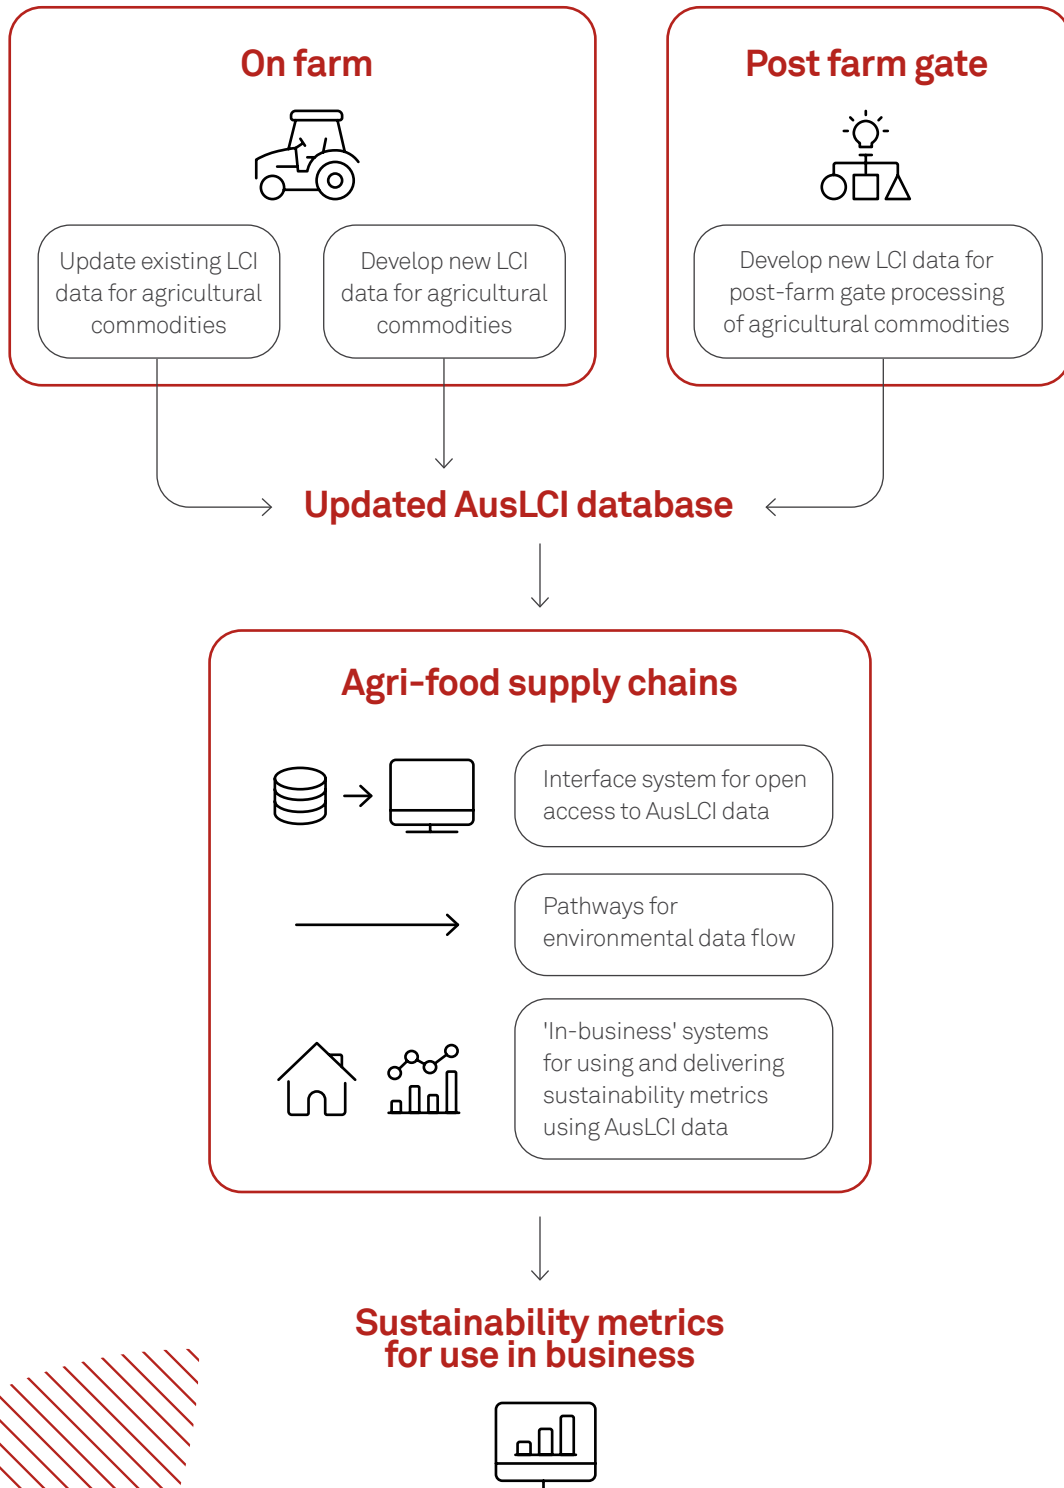 On farm
Update existing LCI
data for agricultural
commodities
Develop new LCI
data for agricultural
commodities
Post farm gate
Develop new LCI data for
post-farm gate processing
of agricultural commodities
Updated AusLCI database
Agri-food supply chains
Interface system for open
access to AusLCI data
Pathways for
environmental data flow
'In-business' systems
for using and delivering
sustainability metrics
using AusLCI data
Sustainability metrics
for use in business